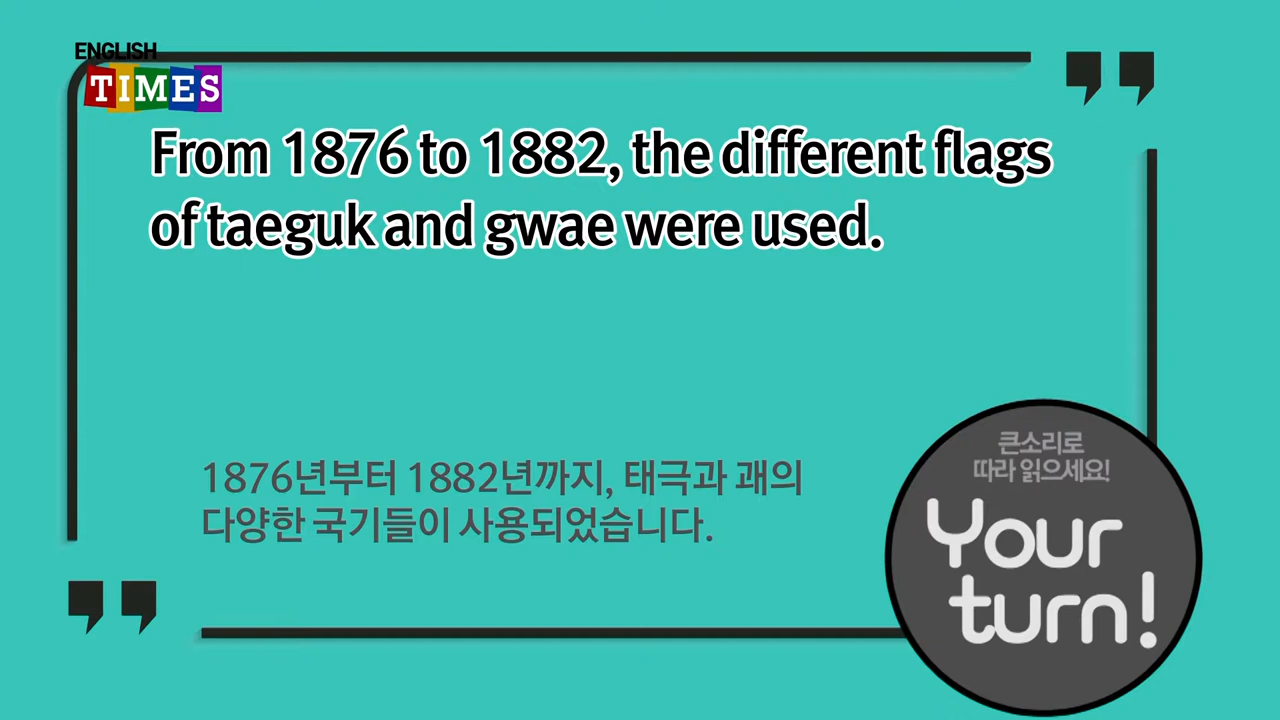 ENGLISH
TIMES
From 1876 to 1882, the different flags
of taeguk and gwae were used.
1876년부터 1882년까지, 태극과 괘의
다양한 국기들이 사용되었습니다.
큰소리로
따라 읽으세요!
Your
turn!